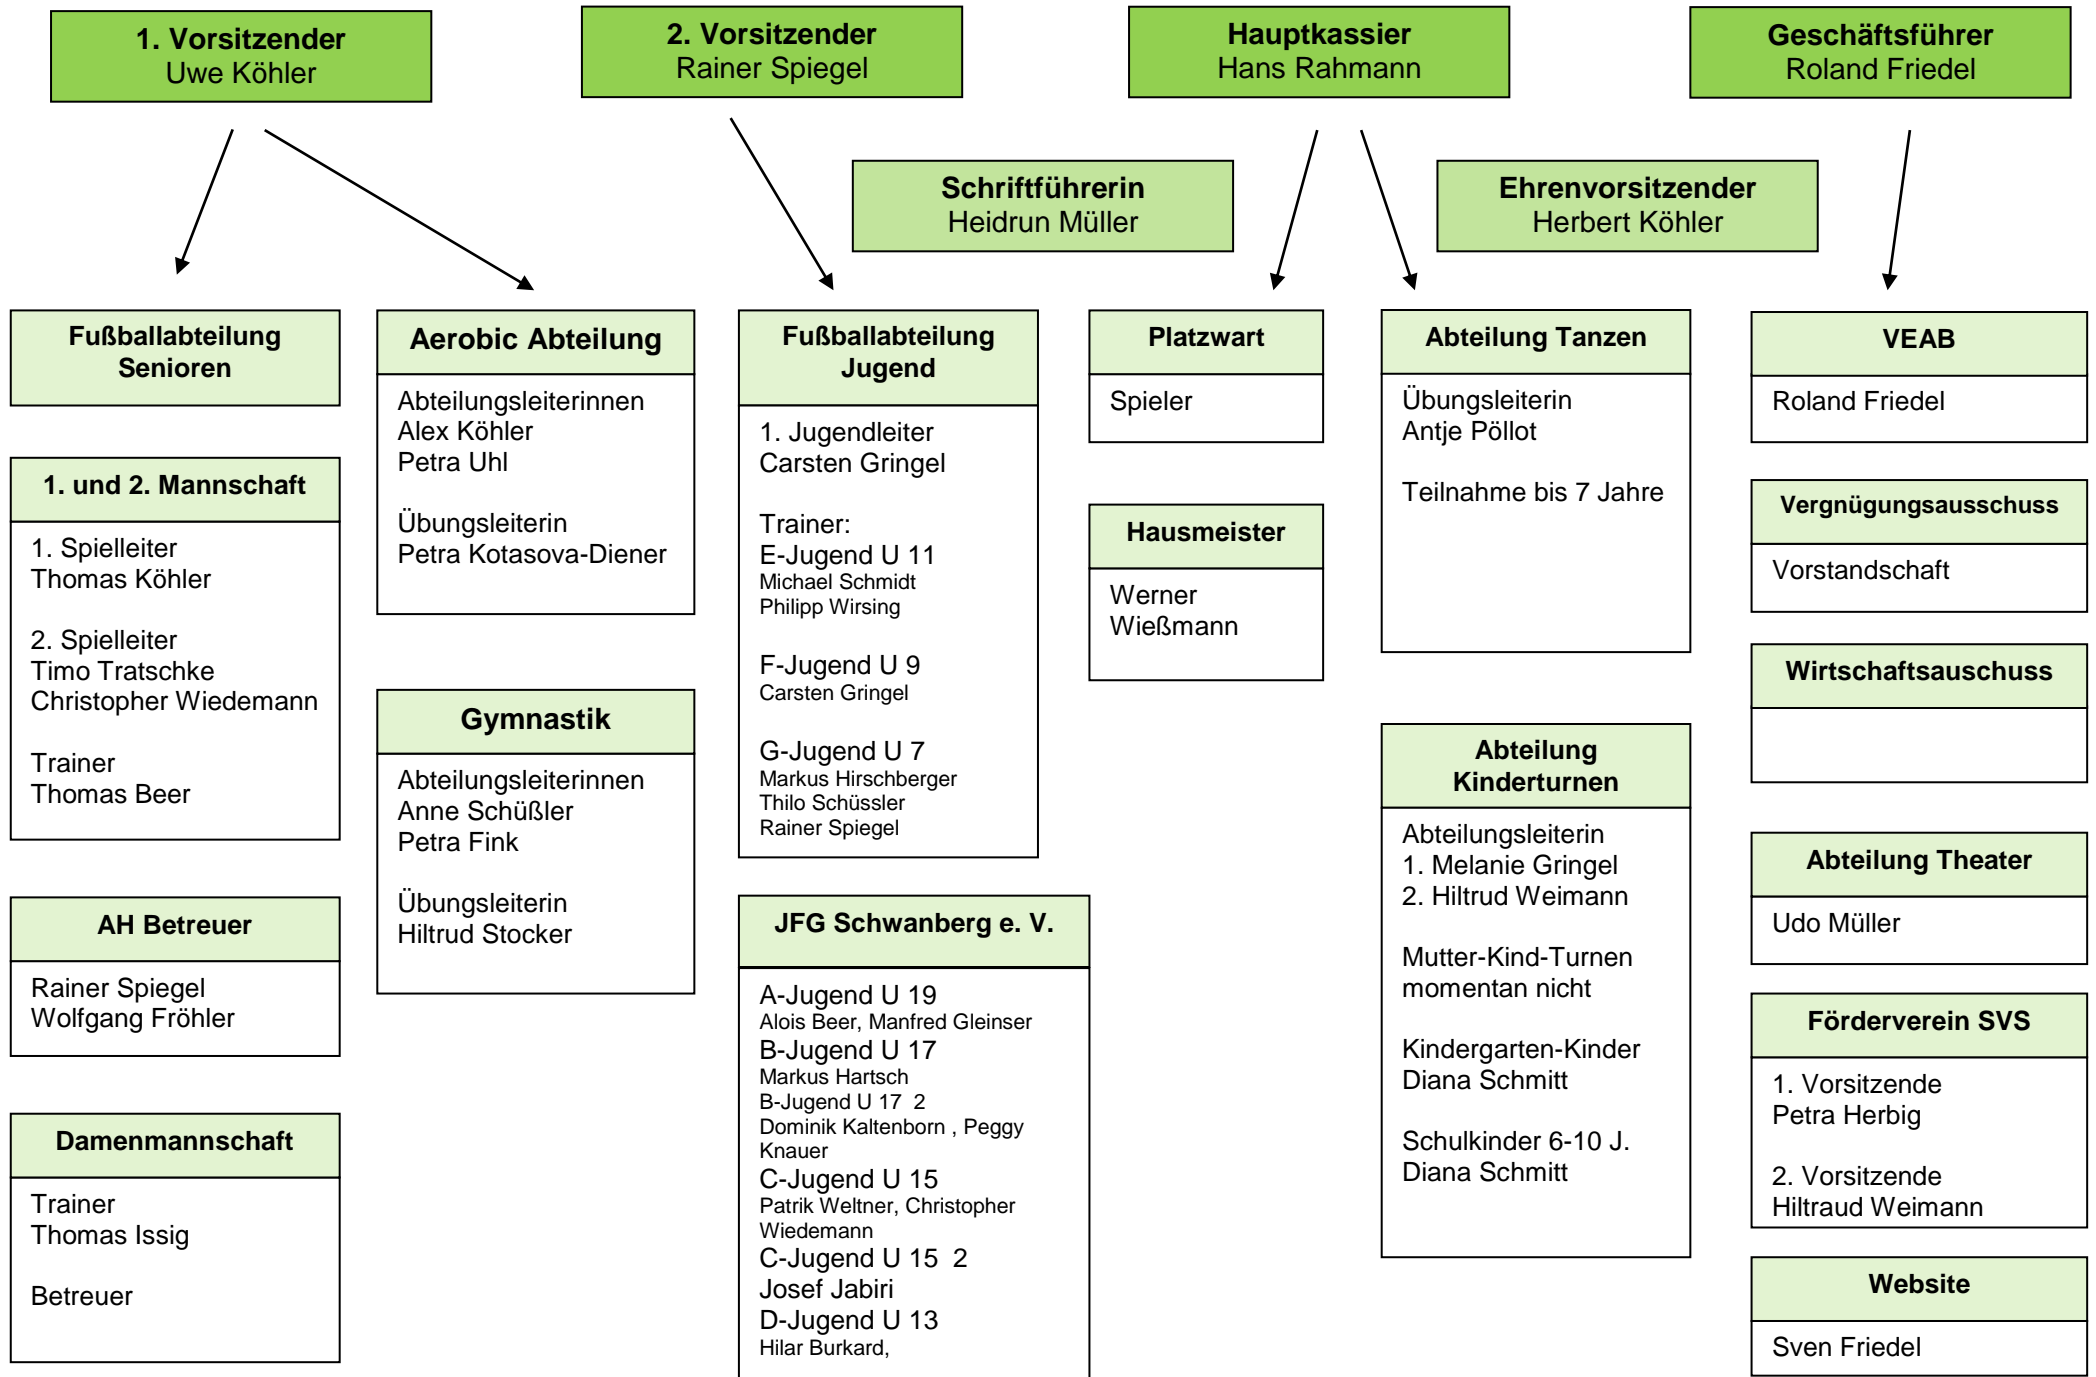 1. Vorsitzender
Uwe Köhler
2. Vorsitzender
Rainer Spiegel
Hauptkassier
Hans Rahmann
Geschäftsführer
Roland Friedel
Schriftführerin
Heidrun Müller
Ehrenvorsitzender
Herbert Köhler
Fußballabteilung
Senioren
1. und 2. Mannschaft
1. Spielleiter
Thomas Köhler
2. Spielleiter
Timo Tratschke
Christopher Wiedemann
Trainer
Thomas Beer
AH Betreuer
Rainer Spiegel
Wolfgang Fröhler
Damenmannschaft
Trainer
Thomas Issig
Betreuer
Aerobic Abteilung
Abteilungsleiterinnen
Alex Köhler
Petra Uhl
Übungsleiterin
Petra Kotasova-Diener
Gymnastik
Abteilungsleiterinnen
Anne Schüßler
Petra Fink
Übungsleiterin
Hiltrud Stocker
Fußballabteilung
Jugend
1. Jugendleiter
Carsten Gringel
Trainer:
E-Jugend U 11
Michael Schmidt
Philipp Wirsing
F-Jugend U 9
Carsten Gringel
G-Jugend U 7
Markus Hirschberger
Thilo Schüssler
Rainer Spiegel
JFG Schwanberg e. V.
A-Jugend U 19
Alois Beer, Manfred Gleinser
B-Jugend U 17
Markus Hartsch
B-Jugend U 17 2
Dominik Kaltenborn , Peggy
Knauer
C-Jugend U 15
Patrik Weltner, Christopher
Wiedemann
C-Jugend U 15 2
Josef Jabiri
D-Jugend U 13
Hilar Burkard,
Platzwart
Spieler
Hausmeister
Werner
Wießmann
Abteilung Tanzen
Übungsleiterin
Antje Pöllot
Teilnahme bis 7 Jahre
Abteilung
Kinderturnen
Abteilungsleiterin
1. Melanie Gringel
2. Hiltrud Weimann
Mutter-Kind-Turnen
momentan nicht
Kindergarten-Kinder
Diana Schmitt
Schulkinder 6-10 J.
Diana Schmitt
VEAB
Roland Friedel
Vergnügungsausschuss
Vorstandschaft
Wirtschaftsauschuss
Abteilung Theater
Udo Müller
Förderverein SVS
1. Vorsitzende
Petra Herbig
2. Vorsitzende
Hiltraud Weimann
Website
Sven Friedel